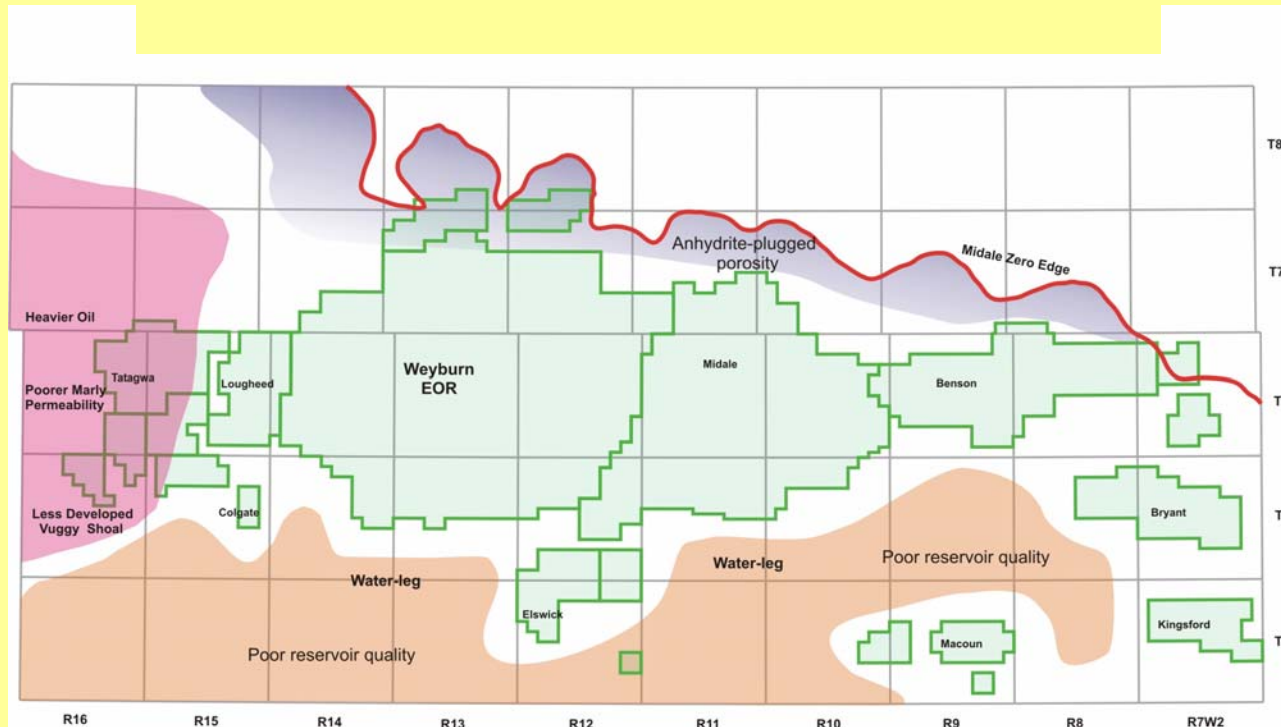 T8
Anhydrite-plugged
porosity
Midale Zero Edge
T7
Heavier Oil
Tatagwa
Lougheed
Weyburn
EOR
Midale
Benson
Poorer Marly
Permeability
T
Less Developed
Vuggy Shoal
Colgate
Bryant
T
Water-leg
Water-leg
Poor reservoir quality
Elswick
Macoun
Kingsford
T
Poor reservoir quality
R16
R15
R14
R13
R12
R11
R10
R9
R8
R7W2